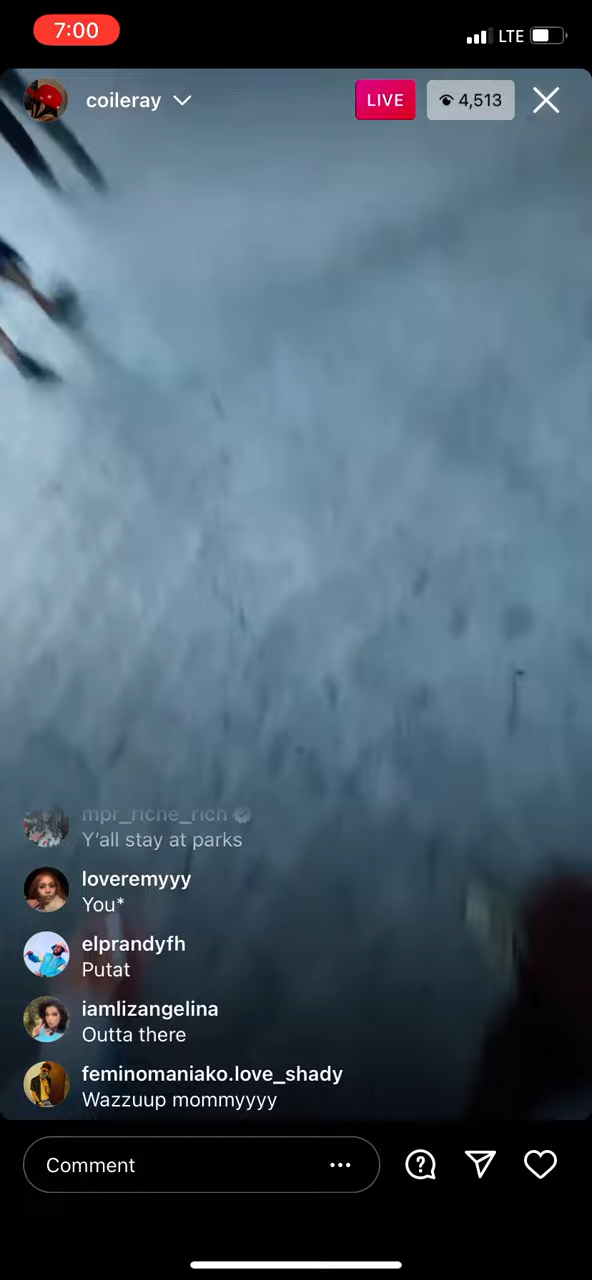 7:00
LTE
coileray
LIVE
4,513
mpr_riche_rich
Y'all stay at parks
loveremyyy
You*
elprandyfh
Putat
iamlizangelina
Outta there
feminomaniako.love_shady
Wazzuup mommyyyy
Comment